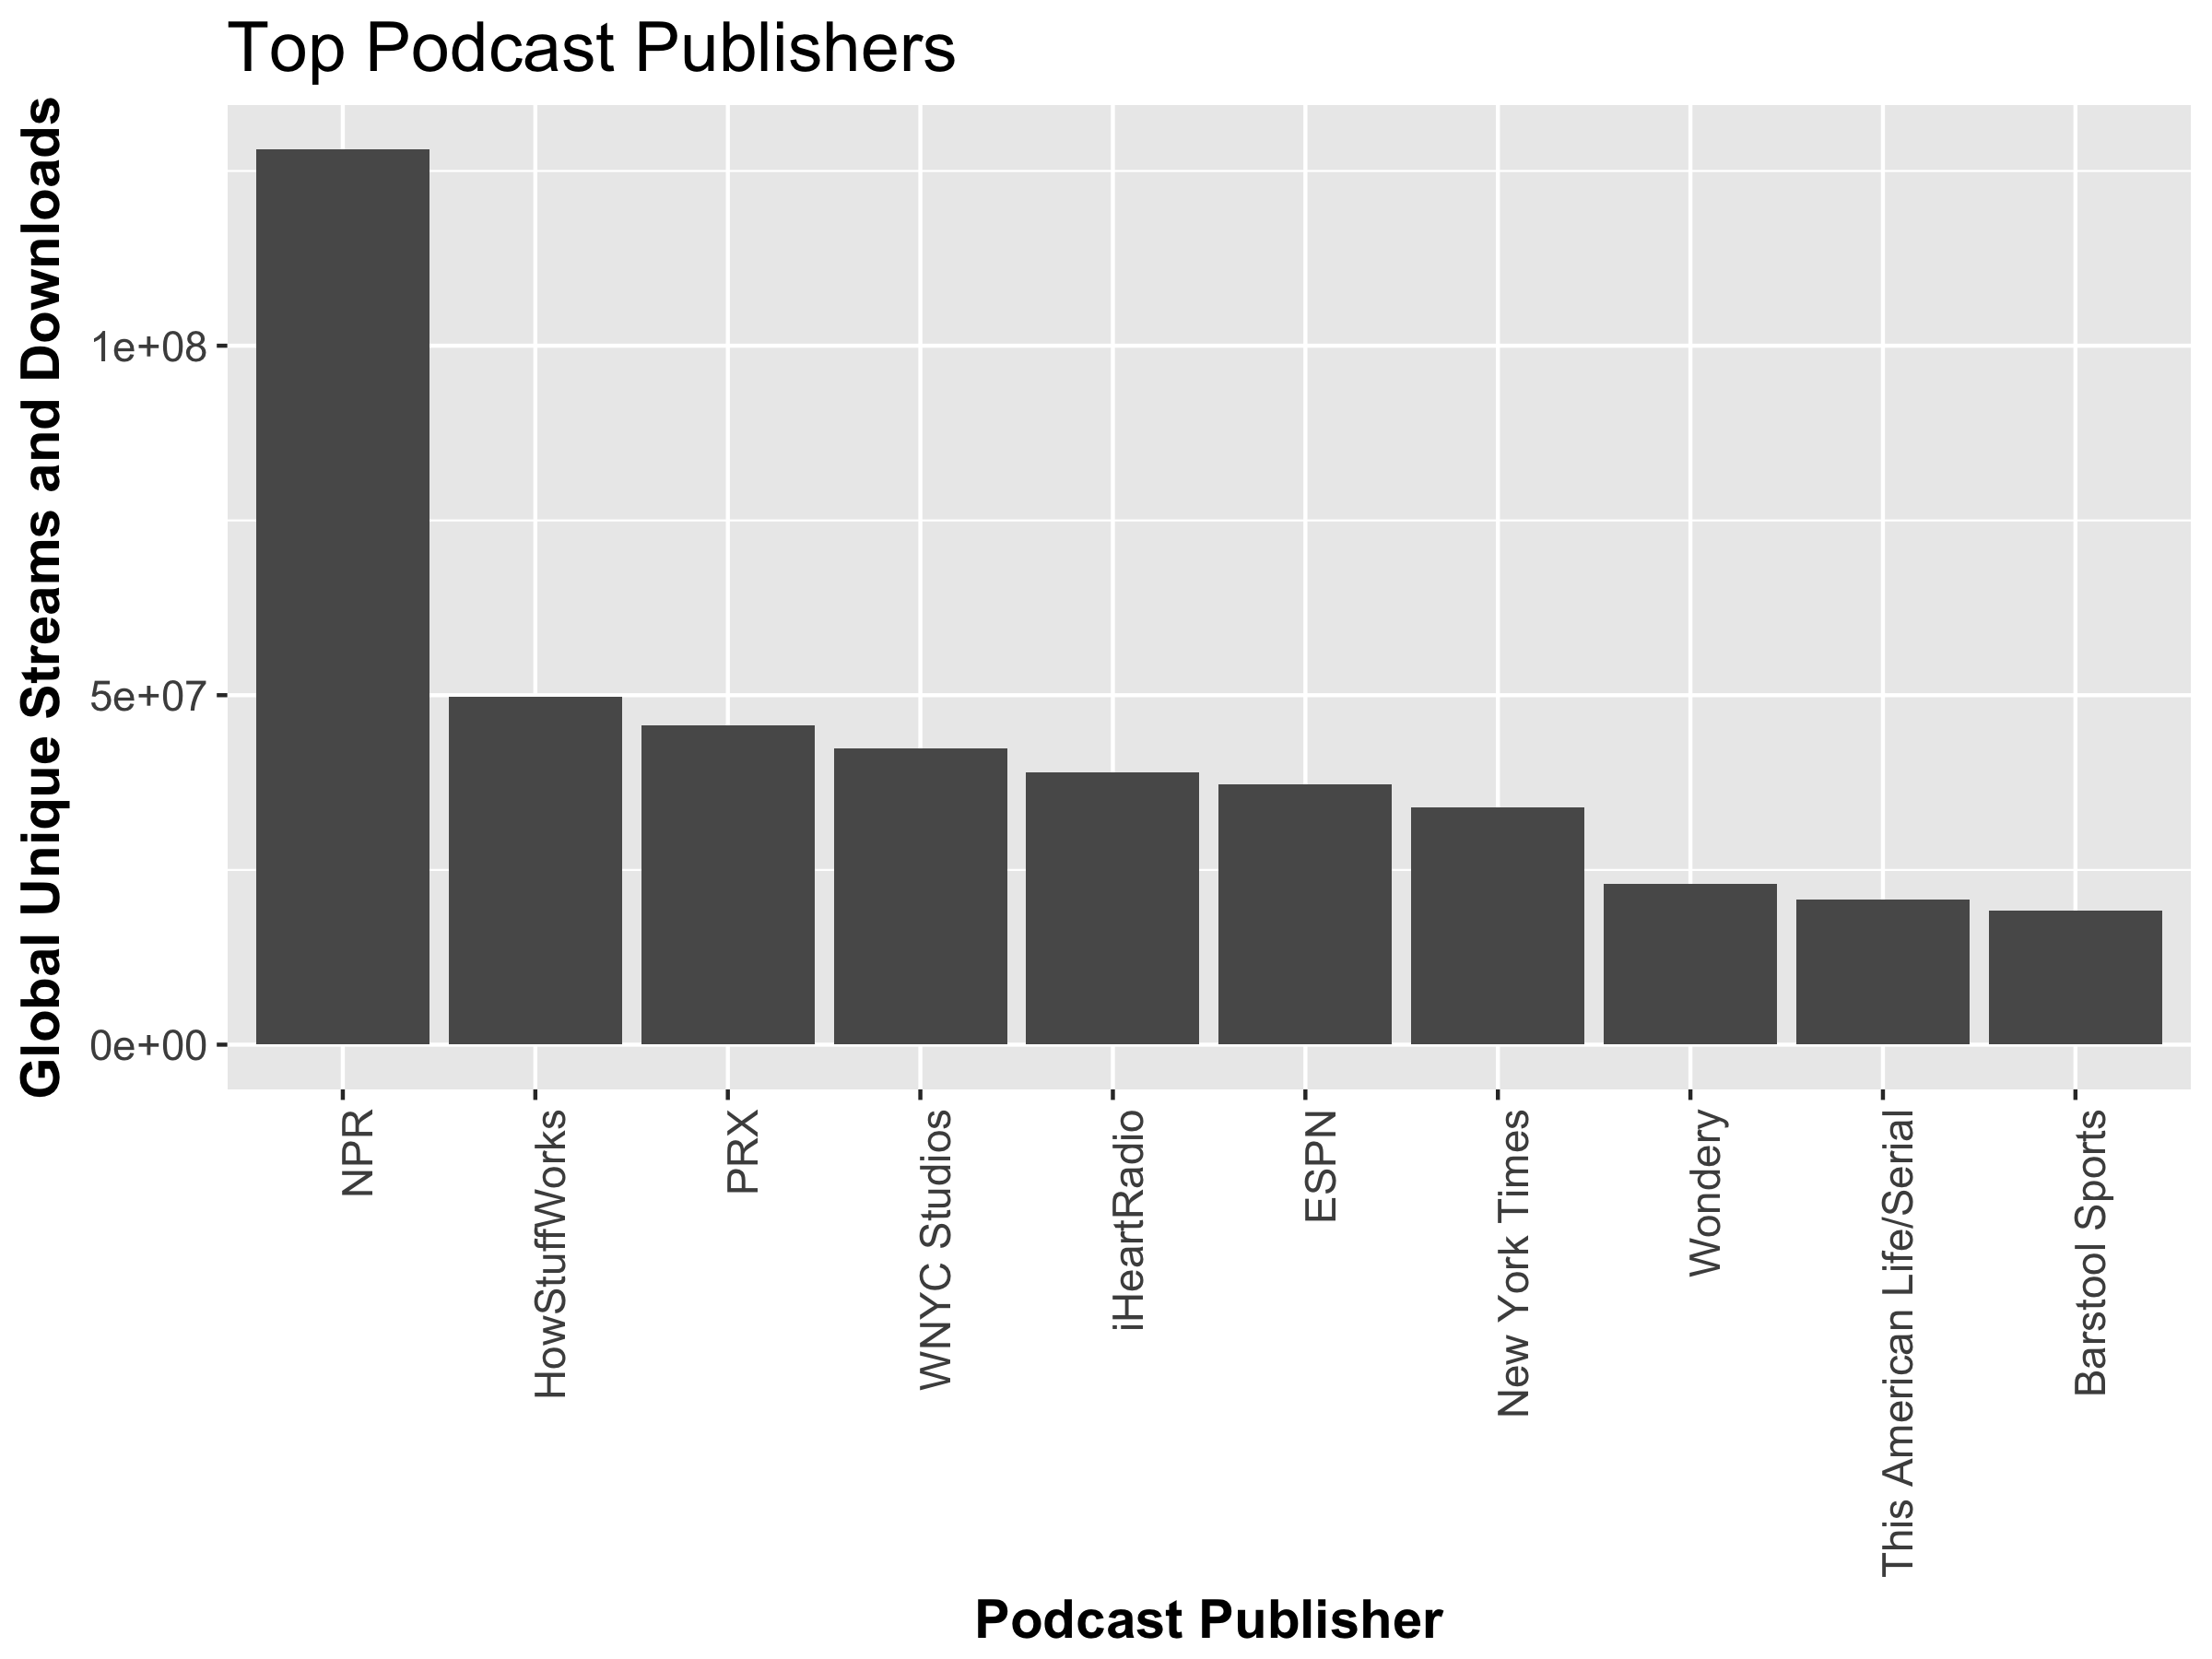 Top Podcast Publishers
Global Unique Streams and Downloads
1e+08
5e+07
0e+00
NPR
HowStuffWorks
PRX
WNYC Studios
iHeartRadio
ESPN
New York Times
Wondery
This American Life/Serial
Barstool Sports
Podcast Publisher